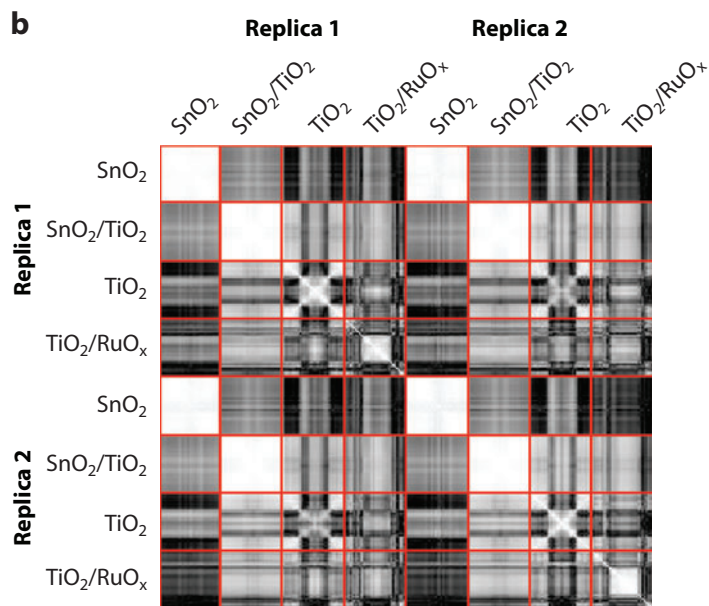 b
Replica 1 Replica 2
SnO₂ SnO₂/TiO₂ TiO₂ TiO₂/RuOₓ SnO₂ SnO₂/TiO₂ TiO₂ TiO₂/RuOₓ
Replica 1
SnO₂
SnO₂/TiO₂
TiO₂
TiO₂/RuOₓ
Replica 2
SnO₂
SnO₂/TiO₂
TiO₂
TiO₂/RuOₓ